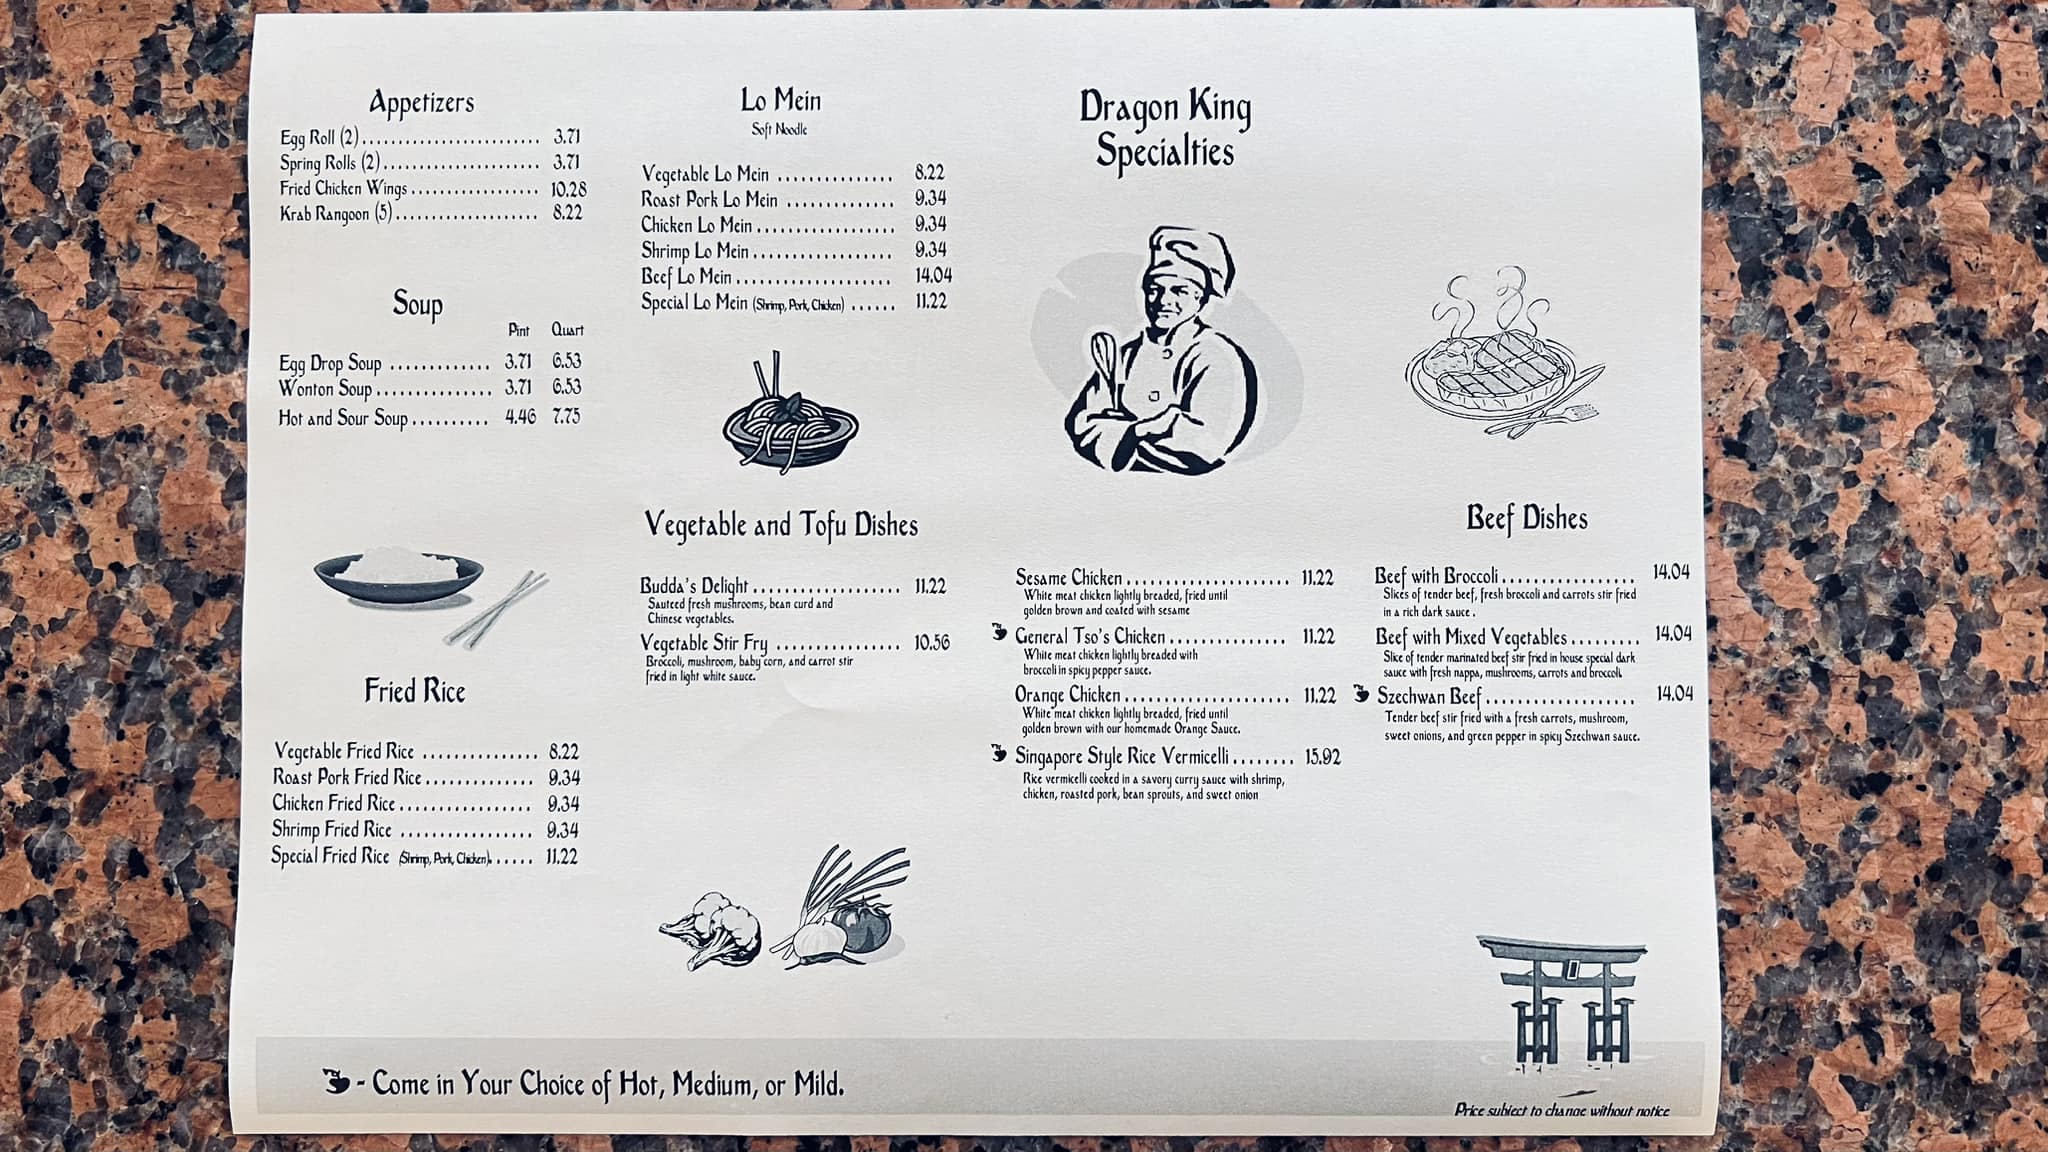 Appetizers
Egg Roll (2) ............................ 3.71
Spring Rolls (2) ......................... 3.71
Fried Chicken Wings .................... 10.28
Krab Rangoon (5) ....................... 8.22
Soup
Pint Quart
Egg Drop Soup ............. 3.71 6.53
Wonton Soup ............... 3.71 6.53
Hot and Sour Soup .......... 4.46 7.75
Fried Rice
Vegetable Fried Rice ............... 8.22
Roast Pork Fried Rice .............. 9.34
Chicken Fried Rice .................. 9.34
Shrimp Fried Rice .................. 9.34
Special Fried Rice (Shrimp, Pork, Chicken) ...... 11.22
Lo Mein
Soft Noodle
Vegetable Lo Mein ............... 8.22
Roast Pork Lo Mein .............. 9.34
Chicken Lo Mein .................. 9.34
Shrimp Lo Mein ................... 9.34
Beef Lo Mein ..................... 14.04
Special Lo Mein (Shrimp, Pork, Chicken) ...... 11.22
Vegetable and Tofu Dishes
Budda's Delight ................... 11.22
Sauteed fresh mushrooms, bean curd and
Chinese vegetables.
Vegetable Stir Fry ................ 10.56
Broccoli, mushroom, baby corn, and carrot stir
fried in light white sauce.
Dragon King
Specialties
Sesame Chicken ...................... 11.22
White meat chicken lightly breaded, fried until
golden brown and coated with sesame
General Tso's Chicken ................ 11.22
White meat chicken lightly breaded with
broccoli in spicy pepper sauce.
Orange Chicken ...................... 11.22
White meat chicken lightly breaded, fried until
golden brown with our homemade Orange Sauce.
Singapore Style Rice Vermicelli ........ 15.92
Rice vermicelli cooked in a savory curry sauce with shrimp,
chicken, roasted pork, bean sprouts, and sweet onion
Beef Dishes
Beef with Broccoli ................. 14.04
Slices of tender beef, fresh broccoli and carrots stir fried
in a rich dark sauce .
Beef with Mixed Vegetables ......... 14.04
Slice of tender marinated beef stir fried in house special dark
sauce with fresh nappa, mushrooms, carrots and broccoli.
Szechwan Beef .................... 14.04
Tender beef stir fried with a fresh carrots, mushroom,
sweet onions, and green pepper in spicy Szechwan sauce.
- Come in Your Choice of Hot, Medium, or Mild.
Price subject to change without notice